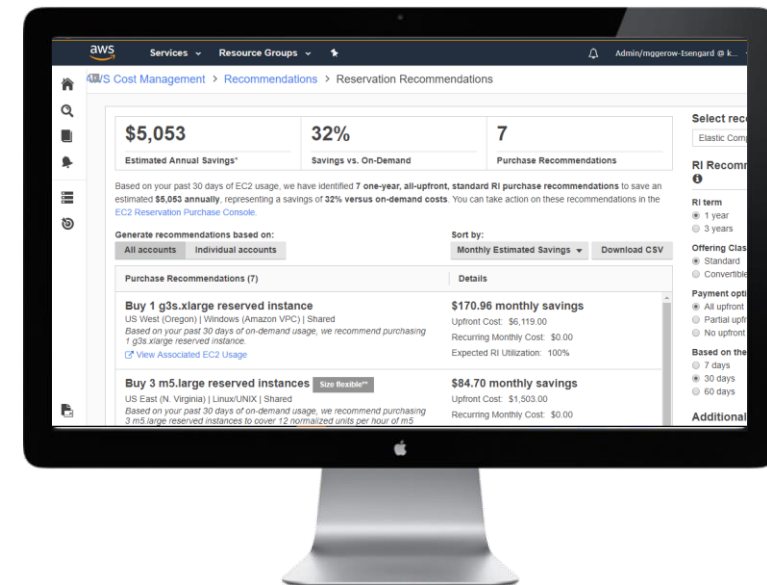 aws Services Resource Groups Admin/mggerow-Isengard @ k...
AWS Cost Management > Recommendations > Reservation Recommendations
$5,053 32% 7
Estimated Annual Savings* Savings vs. On-Demand Purchase Recommendations
Based on your past 30 days of EC2 usage, we have identified 7 one-year, all-upfront, standard RI purchase recommendations to save an
estimated $5,053 annually, representing a savings of 32% versus on-demand costs. You can take action on these recommendations in the
EC2 Reservation Purchase Console.
Generate recommendations based on: Sort by:
All accounts Individual accounts Monthly Estimated Savings Download CSV
Purchase Recommendations (7) Details
Buy 1 g3s.xlarge reserved instance
US West (Oregon) | Windows (Amazon VPC) | Shared
Based on your past 30 days of on-demand usage, we recommend purchasing
1 g3s.xlarge reserved instance.
View Associated EC2 Usage
$170.96 monthly savings
Upfront Cost: $6,119.00
Recurring Monthly Cost: $0.00
Expected RI Utilization: 100%
Buy 3 m5.large reserved instances Size flexible**
US East (N. Virginia) | Linux/UNIX | Shared
Based on your past 30 days of on-demand usage, we recommend purchasing
3 m5.large reserved instances to cover 12 normalized units per hour of m5
$84.70 monthly savings
Upfront Cost: $1,503.00
Recurring Monthly Cost: $0.00
Select rec
Elastic Comp
RI Recomm
RI term
1 year
3 years
Offering Clas
Standard
Convertible
Payment opti
All upfront
Partial upfr
No upfront
Based on the
7 days
30 days
60 days
Additional